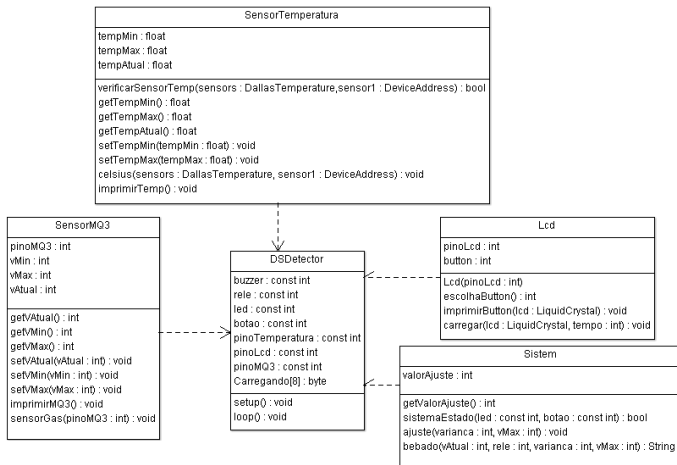 SensorTemperatura
tempMin : float
tempMax : float
tempAtual : float
verificarSensorTemp(sensors : DallasTemperature,sensor1 : DeviceAddress) : bool
getTempMin() : float
getTempMax() : float
getTempAtual() : float
setTempMin(tempMin : float) : void
setTempMax(tempMax : float) : void
celsius(sensors : DallasTemperature, sensor1 : DeviceAddress) : void
imprimirTemp() : void
SensorMQ3
pinoMQ3 : int
vMin : int
vMax : int
vAtual : int
getVAtual() : int
getVMin() : int
getVMax() : int
setVAtual(vAtual : int) : void
setVMin(vMin : int) : void
setVMax(vMax : int) : void
imprimirMQ3() : void
sensorGas(pinoMQ3 : int) : void
DSDetector
buzzer : const int
rele : const int
led : const int
botao : const int
pinoTemperatura : const int
pinoLcd : const int
pinoMQ3 : const int
Carregando[8] : byte
setup() : void
loop() : void
Lcd
pinoLcd : int
button : int
Lcd(pinoLcd : int)
escolhaButton() : int
imprimirButton(lcd : LiquidCrystal) : void
carregar(lcd : LiquidCrystal, tempo : int) : void
Sistem
valorAjuste : int
getValorAjuste() : int
sistemaEstado(led : const int, botao : const int) : bool
ajuste(varianca : int, vMax : int) : void
bebado(vAtual : int, rele : int, varianca : int, vMax : int) : String